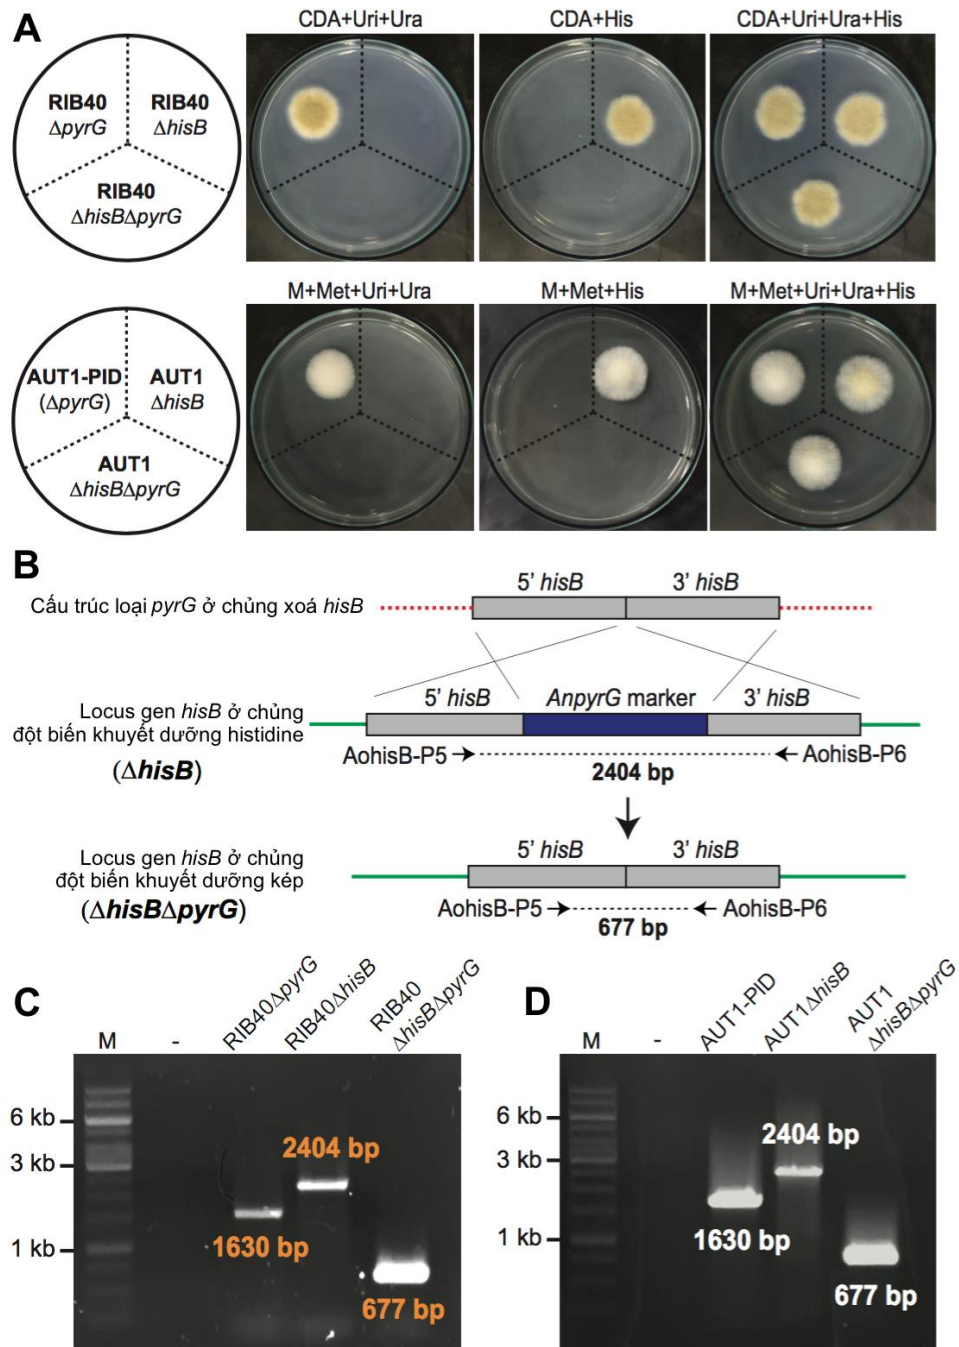 A
CDA+Uri+Ura
CDA+His
CDA+Uri+Ura+His
RIB40
ΔpyrG
RIB40
ΔhisB
RIB40
ΔhisBΔpyrG
M+Met+Uri+Ura
M+Met+His
M+Met+Uri+Ura+His
AUT1-PID
(ΔpyrG)
AUT1
ΔhisB
AUT1
ΔhisBΔpyrG
B
5' hisB
3' hisB
Cấu trúc loại pyrG ở chủng xoá hisB
5' hisB
AnpyrG marker
3' hisB
Locus gen hisB ở chủng
đột biến khuyết dưỡng histidine
(ΔhisB)
AohisB-P5
AohisB-P6
2404 bp
5' hisB
3' hisB
Locus gen hisB ở chủng
đột biến khuyết dưỡng kép
(ΔhisBΔpyrG)
AohisB-P5
AohisB-P6
677 bp
C
M
-
RIB40ΔpyrG
RIB40ΔhisB
RIB40
ΔhisBΔpyrG
6 kb
3 kb
1 kb
2404 bp
1630 bp
677 bp
D
M
-
AUT1-PID
AUT1ΔhisB
AUT1
ΔhisBΔpyrG
6 kb
3 kb
1 kb
2404 bp
1630 bp
677 bp